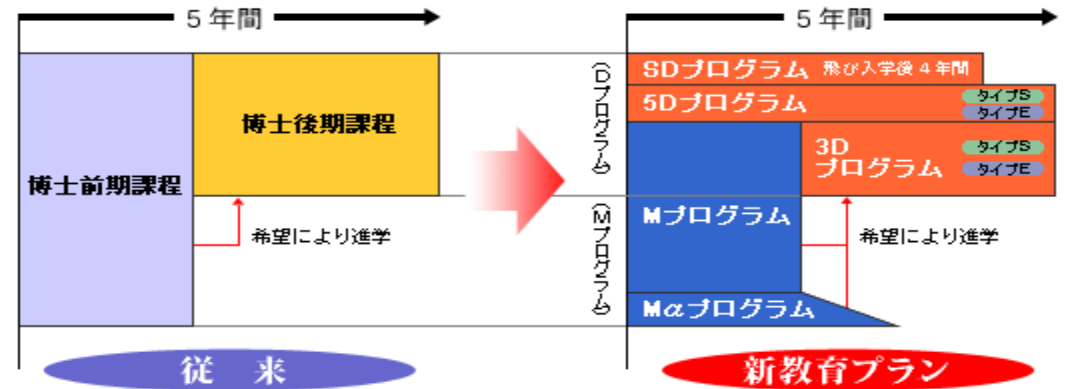 5年間
5年間
博士前期課程
博士後期課程
希望により進学
(Dプログラム)
(Mプログラム)
SDプログラム 飛び入学後4年間
5Dプログラム
タイプS
タイプE
3D
プログラム
タイプS
タイプE
Mプログラム
希望により進学
Mαプログラム
従 来
新教育プラン